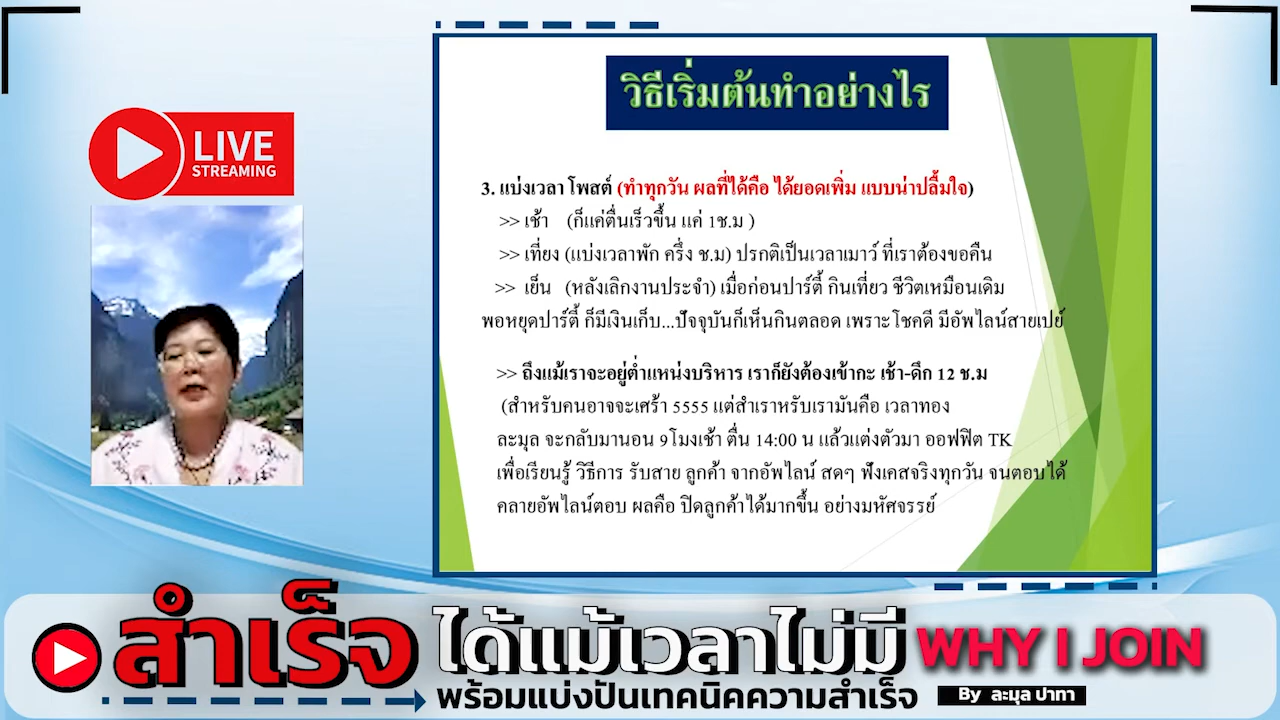 วิธีเริ่มต้นทำอย่างไร
LIVE
STREAMING
3. แบ่งเวลา โพสต์ (ทำทุกวัน ผลที่ได้คือ ได้ยอดเพิ่ม แบบน่าปลื้มใจ)
>> เช้า (ก็แค่ตื่นเร็วขึ้น แค่ 1ช.ม )
>> เที่ยง (แบ่งเวลาพัก ครึ่ง ช.ม) ปรกติเป็นเวลาเมาว์ ที่เราต้องขอคืน
>> เย็น (หลังเลิกงานประจำ) เมื่อก่อนปาร์ตี้ กินเที่ยว ชีวิตเหมือนเดิม
พอหยุดปาร์ตี้ ก็มีเงินเก็บ...ปัจจุบันก็เห็นกินตลอด เพราะโชคดี มีอัพไลน์สายเปย์
>> ถึงแม้เราจะอยู่ตำแหน่งบริหาร เราก็ยังต้องเข้ากะ เช้า-ดึก 12 ช.ม
(สำหรับคนอาจจะเศร้า 5555 แต่สำเราหรับเรามันคือ เวลาทอง
ละมุล จะกลับมานอน 9โมงเช้า ตื่น 14:00 น แล้วแต่งตัวมา ออฟฟิต TK
เพื่อเรียนรู้ วิธีการ รับสาย ลูกค้า จากอัพไลน์ สดๆ ฟังเคสจริงทุกวัน จนตอบได้
คลายอัพไลน์ตอบ ผลคือ ปิดลูกค้าได้มากขึ้น อย่างมหัศจรรย์
สำเร็จ ได้แม้เวลาไม่มี WHY I JOIN
พร้อมแบ่งปันเทคนิคความสำเร็จ By ละมุล ปาทา